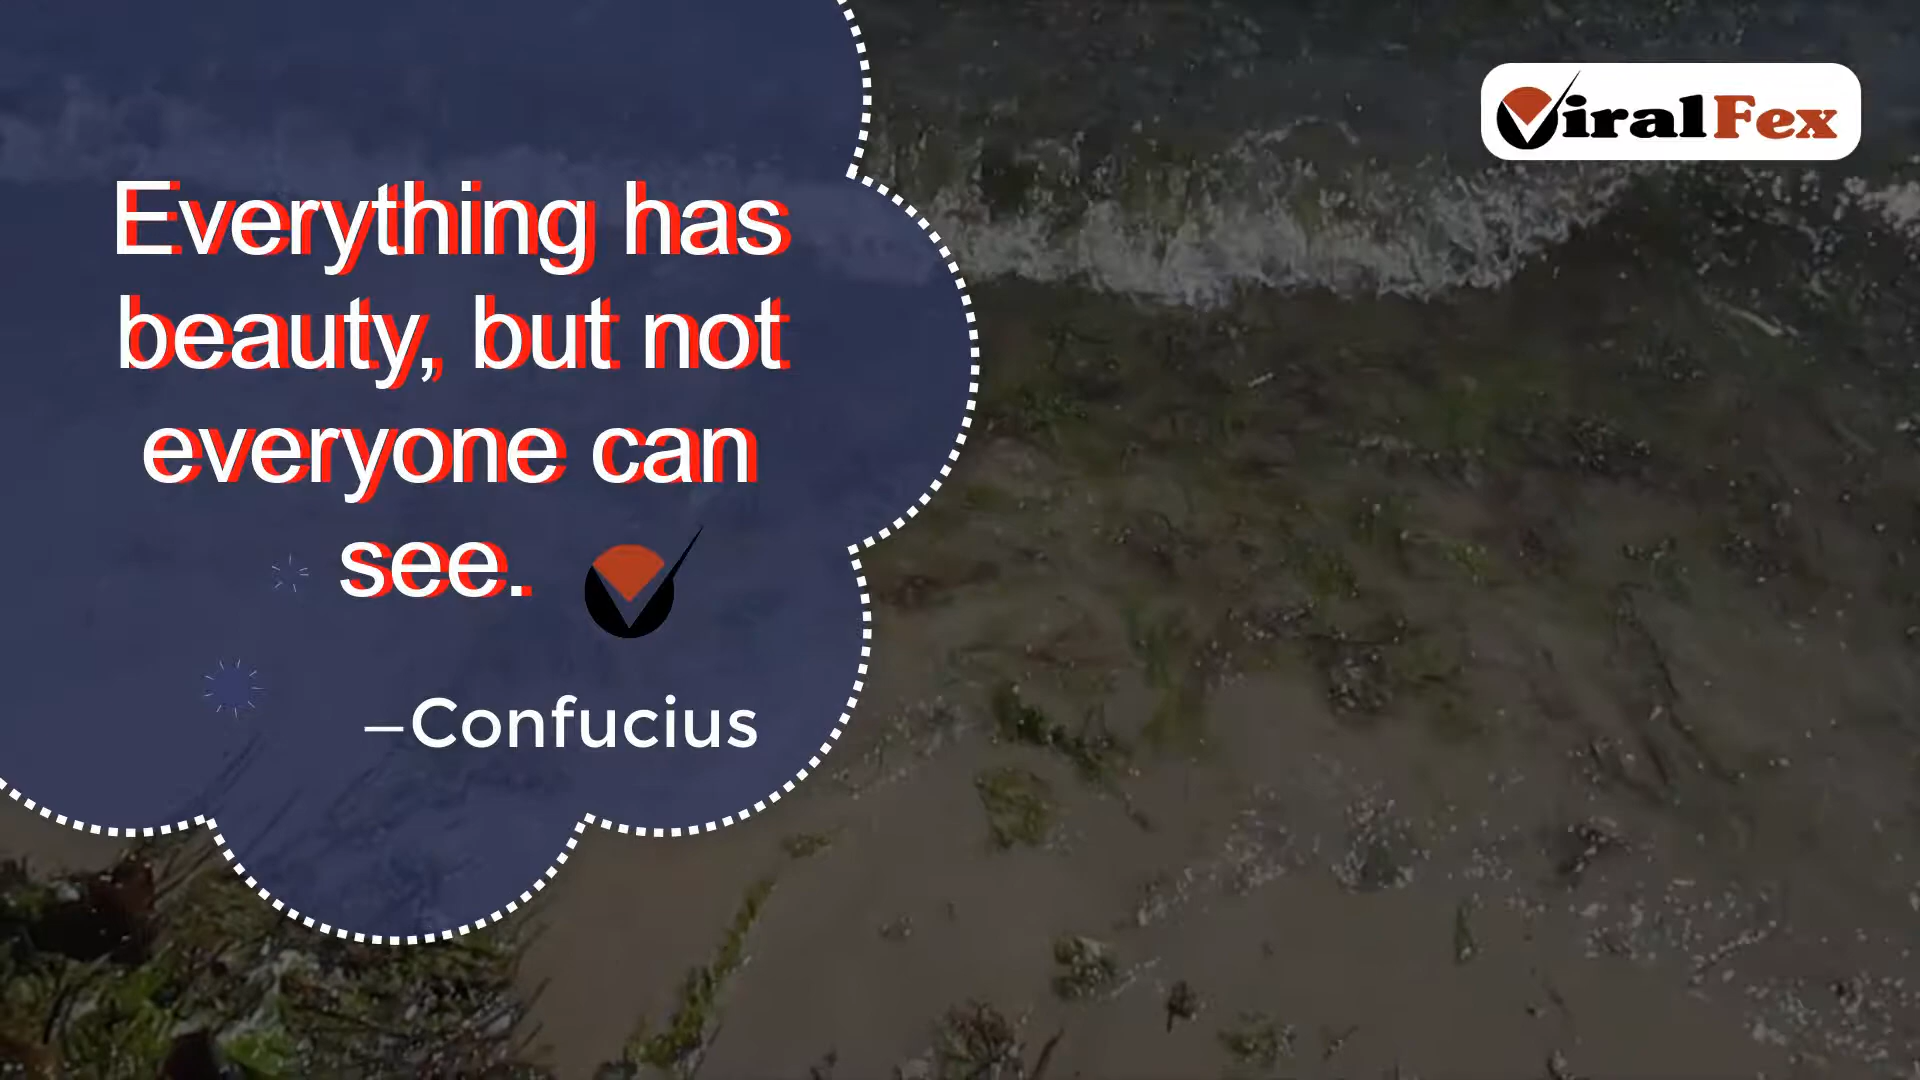 ViralFex
Everything has
beauty, but not
everyone can
see.
–Confucius